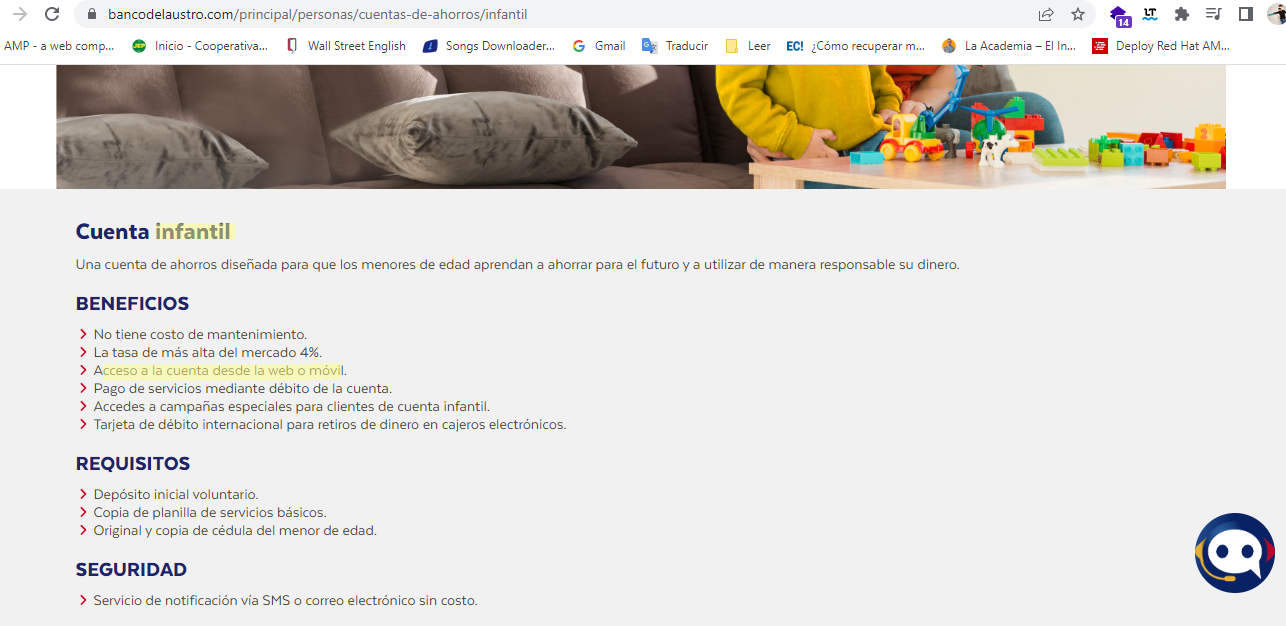 bancodelaustro.com/principal/personas/cuentas-de-ahorros/infantil
14
LT
AMP - a web comp...
JEP
Inicio - Cooperativa...
Wall Street English
Songs Downloader...
Gmail
Traducir
Leer
EC!
¿Cómo recuperar m...
La Academia – El In...
Deploy Red Hat AM...
Cuenta infantil
Una cuenta de ahorros diseñada para que los menores de edad aprendan a ahorrar para el futuro y a utilizar de manera responsable su dinero.
BENEFICIOS
No tiene costo de mantenimiento.
La tasa de más alta del mercado 4%.
Acceso a la cuenta desde la web o móvil.
Pago de servicios mediante débito de la cuenta.
Accedes a campañas especiales para clientes de cuenta infantil.
Tarjeta de débito internacional para retiros de dinero en cajeros electrónicos.
REQUISITOS
Depósito inicial voluntario.
Copia de planilla de servicios básicos.
Original y copia de cédula del menor de edad.
SEGURIDAD
Servicio de notificación vía SMS o correo electrónico sin costo.